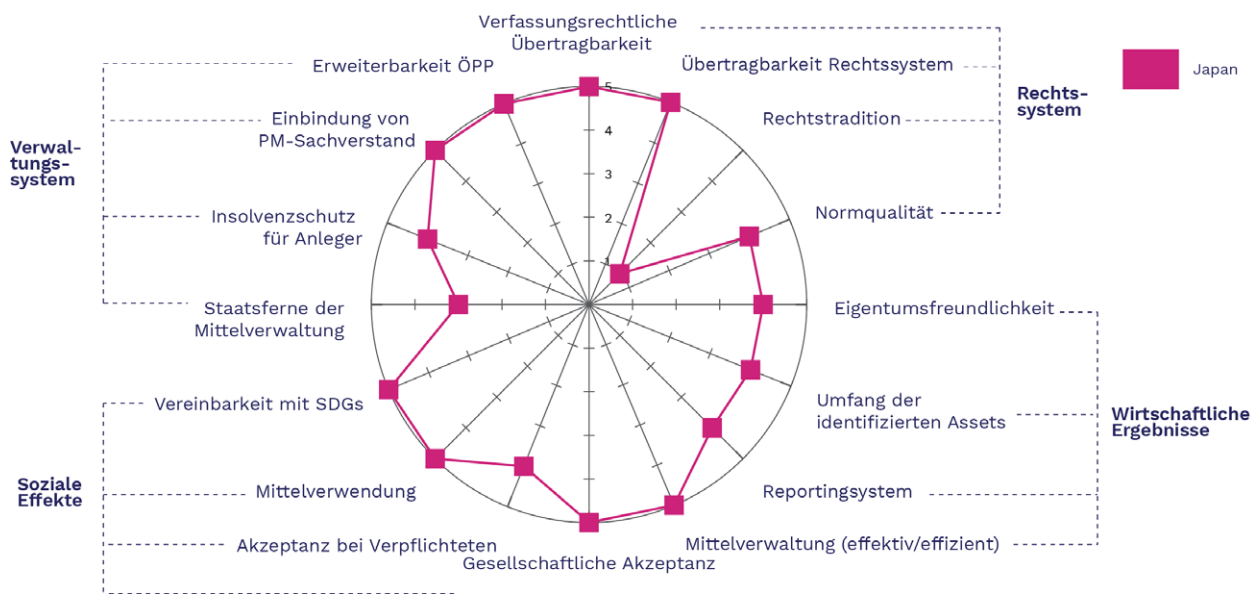 Verfassungsrechtliche
Übertragbarkeit
Erweiterbarkeit ÖPP
Übertragbarkeit Rechtssystem
Japan
Rechts-
system
Einbindung von
PM-Sachverstand
Rechtstradition
Verwal-
tungs-
system
Insolvenzschutz
für Anleger
Normqualität
5
4
3
2
1
Staatsferne der
Mittelverwaltung
Eigentumsfreundlichkeit
Vereinbarkeit mit SDGs
Umfang der
identifizierten Assets
Wirtschaftliche
Ergebnisse
Soziale
Effekte
Mittelverwendung
Reportingsystem
Akzeptanz bei Verpflichteten
Mittelverwaltung (effektiv/effizient)
Gesellschaftliche Akzeptanz